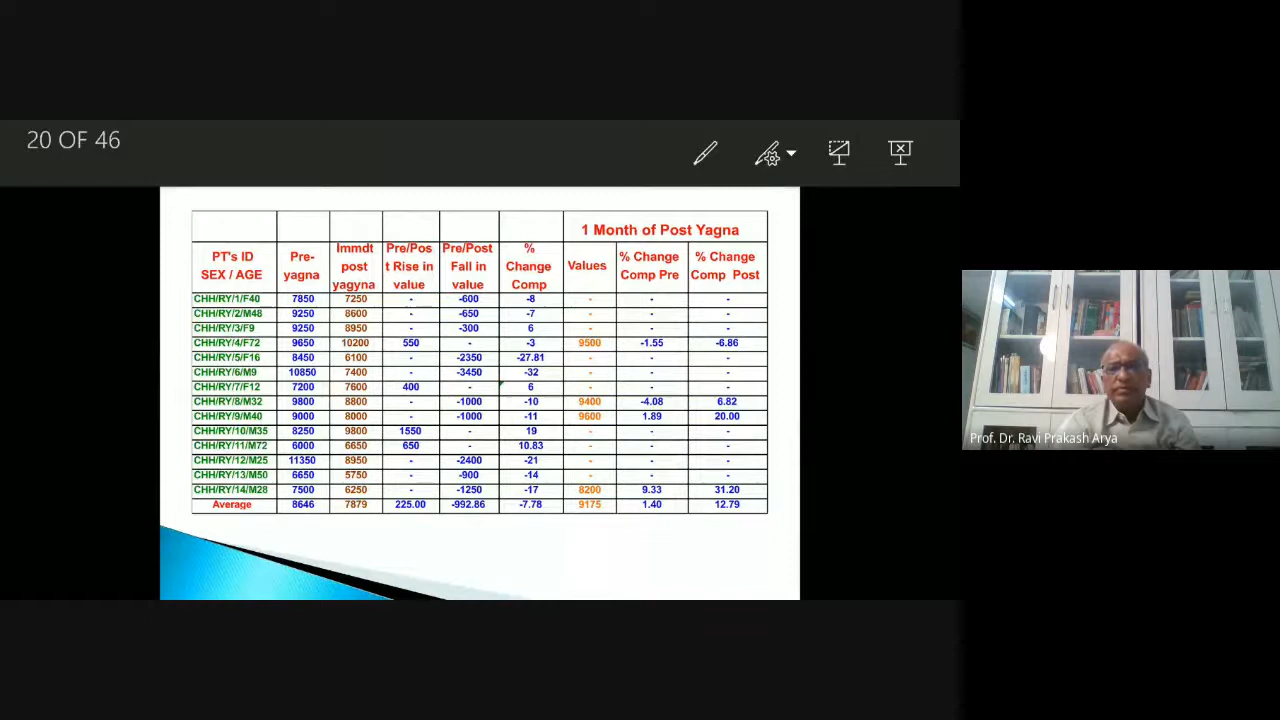 20 OF 46
1 Month of Post Yagna
PT's ID SEX / AGE Pre-yagna Immdt post yagyna Pre/Pos t Rise in value Pre/Post Fall in value % Change Comp Values % Change Comp Pre % Change Comp Post
CHH/RY/1/F40 7850 7250 - -600 -8 - - -
CHH/RY/2/M48 9250 8600 - -650 -7 - - -
CHH/RY/3/F9 9250 8950 - -300 6 - - -
CHH/RY/4/F72 9650 10200 550 - -3 9500 -1.55 -6.86
CHH/RY/5/F16 8450 6100 - -2350 -27.81 - - -
CHH/RY/6/M9 10850 7400 - -3450 -32 - - -
CHH/RY/7/F12 7200 7600 400 - 6 - - -
CHH/RY/8/M32 9800 8800 - -1000 -10 9400 -4.08 6.82
CHH/RY/9/M40 9000 8000 - -1000 -11 9600 1.89 20.00
CHH/RY/10/M35 8250 9800 1550 - 19 - - -
CHH/RY/11/M72 6000 6650 650 - 10.83 - - -
CHH/RY/12/M25 11350 8950 - -2400 -21 - - -
CHH/RY/13/M50 6650 5750 - -900 -14 - - -
CHH/RY/14/M28 7500 6250 - -1250 -17 8200 9.33 31.20
Average 8646 7879 225.00 -992.86 -7.78 9175 1.40 12.79
Prof. Dr. Ravi Prakash Arya